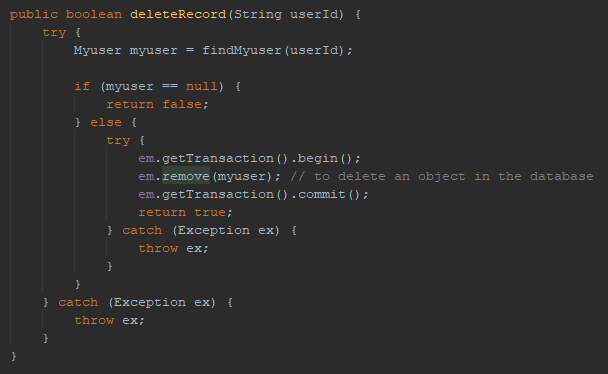 public boolean deleteRecord(String userId) {
    try {
        Myuser myuser = findMyuser(userId);

        if (myuser == null) {
            return false;
        } else {
            try {
                em.getTransaction().begin();
                em.remove(myuser); // to delete an object in the database
                em.getTransaction().commit();
                return true;
            } catch (Exception ex) {
                throw ex;
            }
        }
    } catch (Exception ex) {
        throw ex;
    }
}